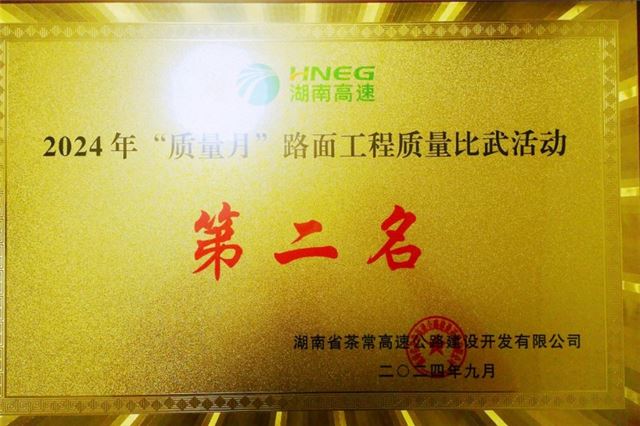 HNEG
湖南高速
2024年“质量月”路面工程质量比武活动
第二名
湖南省茶常高速公路建设开发有限公司
二〇二四年九月